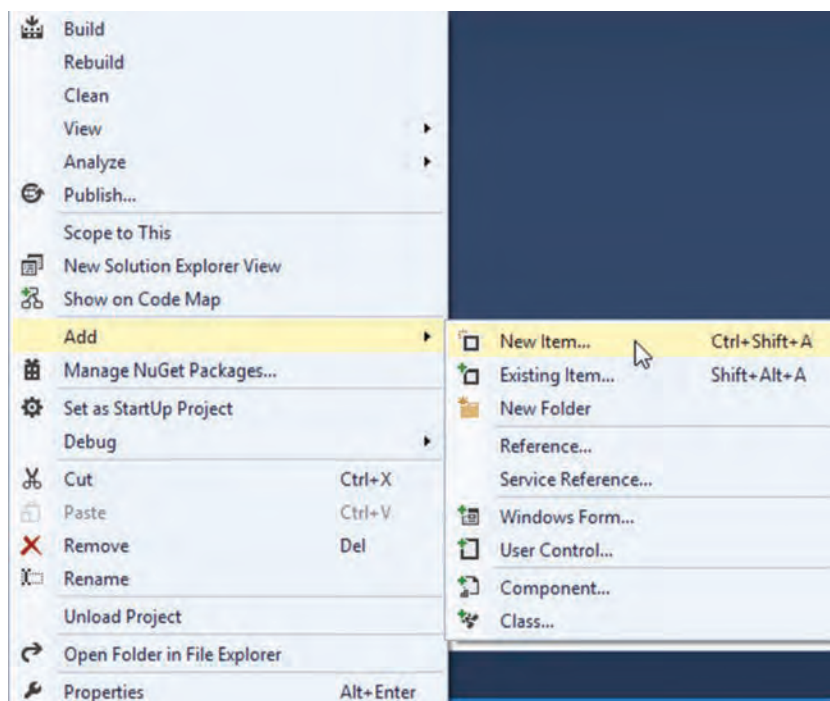 Build
Rebuild
Clean
View
Analyze
Publish...
Scope to This
New Solution Explorer View
Show on Code Map
Add
Manage NuGet Packages...
Set as StartUp Project
Debug
Cut Ctrl+X
Paste Ctrl+V
Remove Del
Rename
Unload Project
Open Folder in File Explorer
Properties Alt+Enter
New Item... Ctrl+Shift+A
Existing Item... Shift+Alt+A
New Folder
Reference...
Service Reference...
Windows Form...
User Control...
Component...
Class...